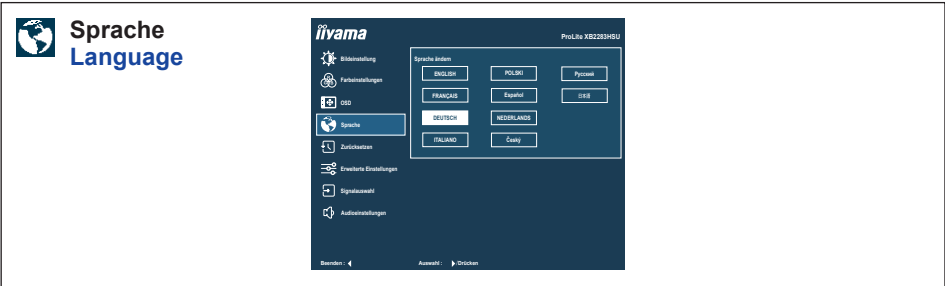 Sprache
Language
iiyama
ProLite XB2283HSU
Bildeinstellung
Farbeinstellungen
OSD
Sprache
Zurücksetzen
Erweiterte Einstellungen
Signalauswahl
Audioeinstellungen
Sprache ändern
ENGLISH POLSKI Русский
FRANÇAIS Español 日本語
DEUTSCH NEDERLANDS
ITALIANO Český
Beenden : Auswahl : /Drücken